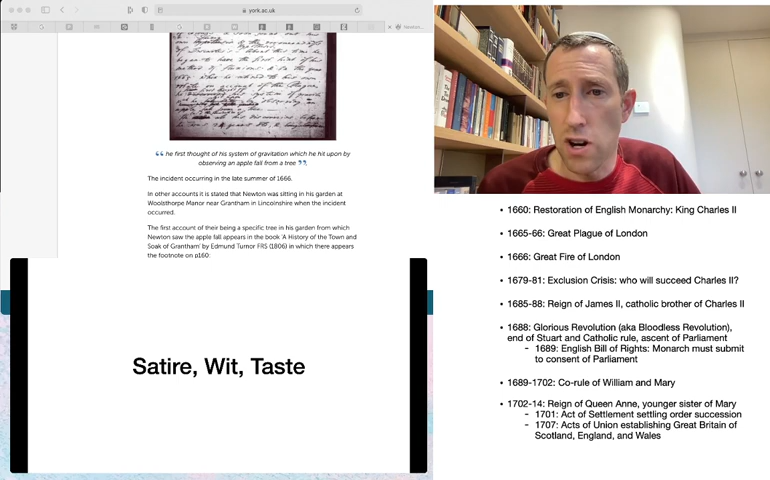 york.ac.uk
Newton...
“ he first thought of his system of gravitation which he hit upon by
observing an apple fall from a tree ”,
The incident occurring in the late summer of 1666.
In other accounts it is stated that Newton was sitting in his garden at
Woolsthorpe Manor near Grantham in Lincolnshire when the incident
occurred.
The first account of their being a specific tree in his garden from which
Newton saw the apple fall appears in the book 'A History of the Town and
Soak of Grantham' by Edmund Turnor FRS (1806) in which there appears
the footnote on p160:
Satire, Wit, Taste
• 1660: Restoration of English Monarchy: King Charles II
• 1665-66: Great Plague of London
• 1666: Great Fire of London
• 1679-81: Exclusion Crisis: who will succeed Charles II?
• 1685-88: Reign of James II, catholic brother of Charles II
• 1688: Glorious Revolution (aka Bloodless Revolution),
end of Stuart and Catholic rule, ascent of Parliament
- 1689: English Bill of Rights: Monarch must submit
to consent of Parliament
• 1689-1702: Co-rule of William and Mary
• 1702-14: Reign of Queen Anne, younger sister of Mary
- 1701: Act of Settlement settling order succession
- 1707: Acts of Union establishing Great Britain of
Scotland, England, and Wales